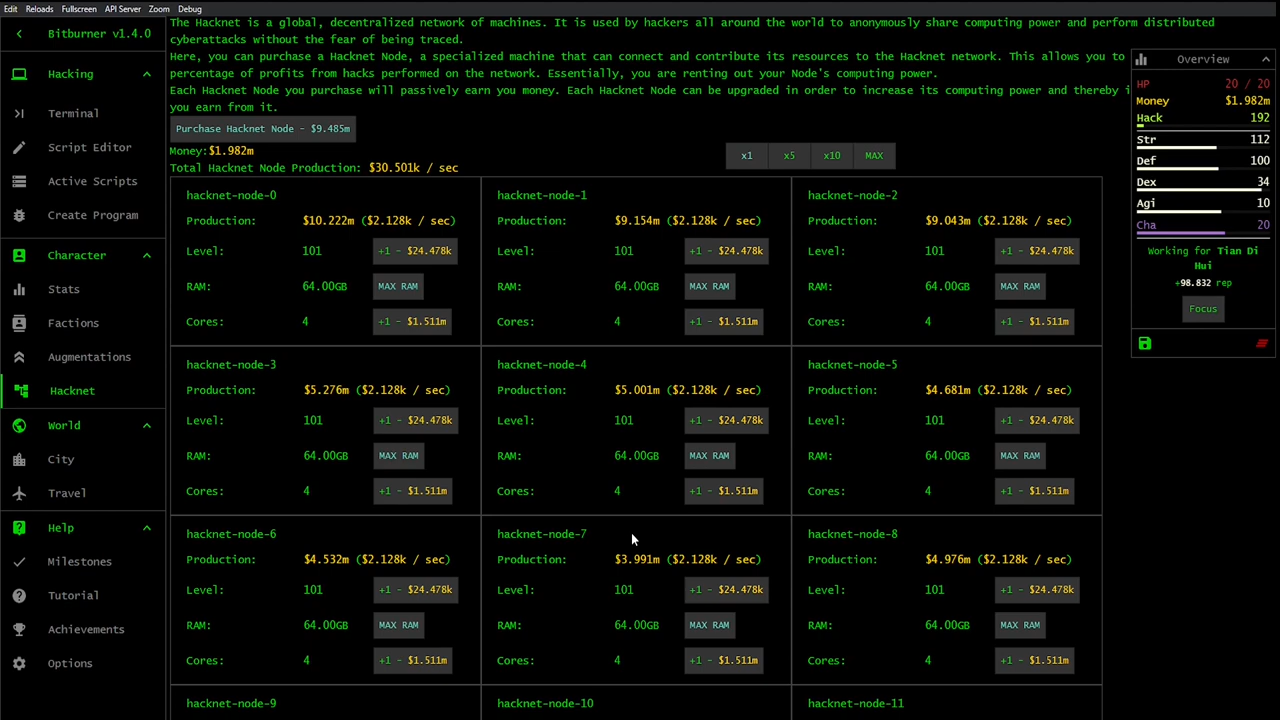 Edit Reloads Fullscreen API Server Zoom Debug
Bitburner v1.4.0
Hacking
Terminal
Script Editor
Active Scripts
Create Program
Character
Stats
Factions
Augmentations
Hacknet
World
City
Travel
Help
Milestones
Tutorial
Achievements
Options
The Hacknet is a global, decentralized network of machines. It is used by hackers all around the world to anonymously share computing power and perform distributed
cyberattacks without the fear of being traced.
Here, you can purchase a Hacknet Node, a specialized machine that can connect and contribute its resources to the Hacknet network. This allows you to
percentage of profits from hacks performed on the network. Essentially, you are renting out your Node's computing power.
Each Hacknet Node you purchase will passively earn you money. Each Hacknet Node can be upgraded in order to increase its computing power and thereby i
you earn from it.
Purchase Hacknet Node - $9.485m
Money:$1.982m
Total Hacknet Node Production: $30.501k / sec
x1 x5 x10 MAX
hacknet-node-0
Production: $10.222m ($2.128k / sec)
Level: 101 +1 - $24.478k
RAM: 64.00GB MAX RAM
Cores: 4 +1 - $1.511m
hacknet-node-1
Production: $9.154m ($2.128k / sec)
Level: 101 +1 - $24.478k
RAM: 64.00GB MAX RAM
Cores: 4 +1 - $1.511m
hacknet-node-2
Production: $9.043m ($2.128k / sec)
Level: 101 +1 - $24.478k
RAM: 64.00GB MAX RAM
Cores: 4 +1 - $1.511m
hacknet-node-3
Production: $5.276m ($2.128k / sec)
Level: 101 +1 - $24.478k
RAM: 64.00GB MAX RAM
Cores: 4 +1 - $1.511m
hacknet-node-4
Production: $5.001m ($2.128k / sec)
Level: 101 +1 - $24.478k
RAM: 64.00GB MAX RAM
Cores: 4 +1 - $1.511m
hacknet-node-5
Production: $4.681m ($2.128k / sec)
Level: 101 +1 - $24.478k
RAM: 64.00GB MAX RAM
Cores: 4 +1 - $1.511m
hacknet-node-6
Production: $4.532m ($2.128k / sec)
Level: 101 +1 - $24.478k
RAM: 64.00GB MAX RAM
Cores: 4 +1 - $1.511m
hacknet-node-7
Production: $3.991m ($2.128k / sec)
Level: 101 +1 - $24.478k
RAM: 64.00GB MAX RAM
Cores: 4 +1 - $1.511m
hacknet-node-8
Production: $4.976m ($2.128k / sec)
Level: 101 +1 - $24.478k
RAM: 64.00GB MAX RAM
Cores: 4 +1 - $1.511m
hacknet-node-9
hacknet-node-10
hacknet-node-11
Overview
HP 20 / 20
Money $1.982m
Hack 192
Str 112
Def 100
Dex 34
Agi 10
Cha 20
Working for Tian Di
Hui
+98.832 rep
Focus